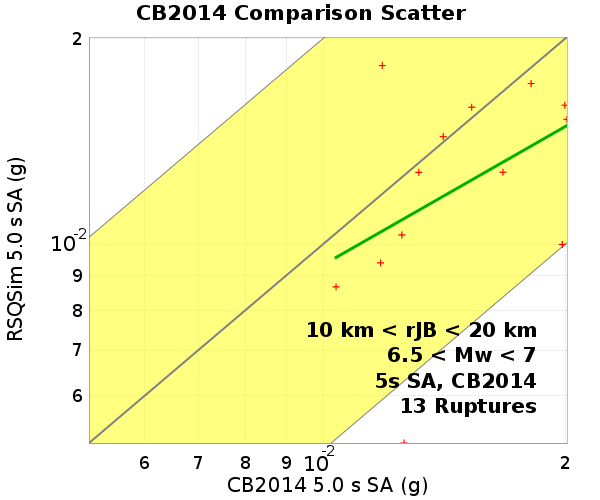 CB2014 Comparison Scatter
RSQSim 5.0 s SA (g)
2
10-2
9
8
7
6
10 km < rJB < 20 km
6.5 < Mw < 7
5s SA, CB2014
13 Ruptures
6 7 8 9 10-2 2
CB2014 5.0 s SA (g)